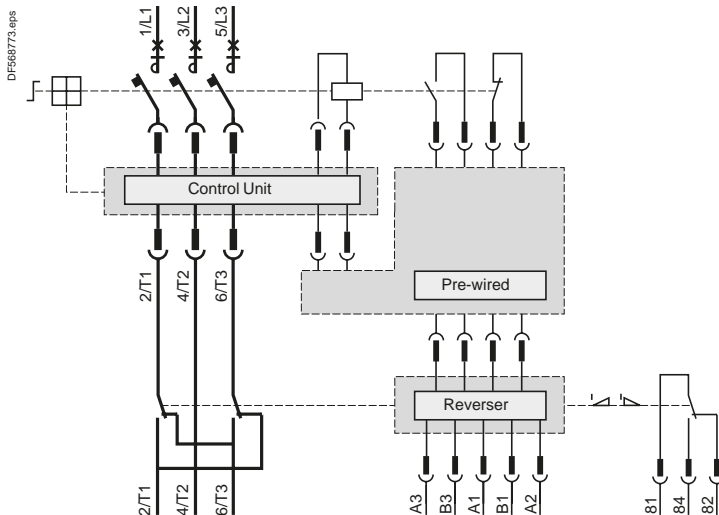 DF568773.eps
1/L1
3/L2
5/L3
Control Unit
2/T1
4/T2
6/T3
Pre-wired
Reverser
2/T1
4/T2
6/T3
A3
B3
A1
B1
A2
81
84
82